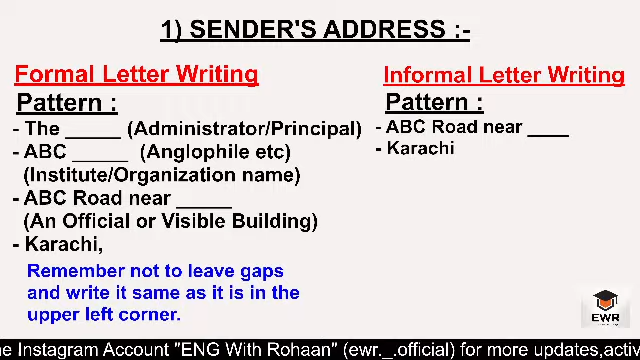 1) SENDER'S ADDRESS :-
Formal Letter Writing
Pattern :
- The _____ (Administrator/Principal)
- ABC _____ (Anglophile etc)
(Institute/Organization name)
- ABC Road near _____
(An Official or Visible Building)
- Karachi,
Remember not to leave gaps
and write it same as it is in the
upper left corner.
Informal Letter Writing
Pattern :
- ABC Road near ____
- Karachi
EWR
Instagram Account "ENG With Rohaan" (ewr._.official) for more updates,